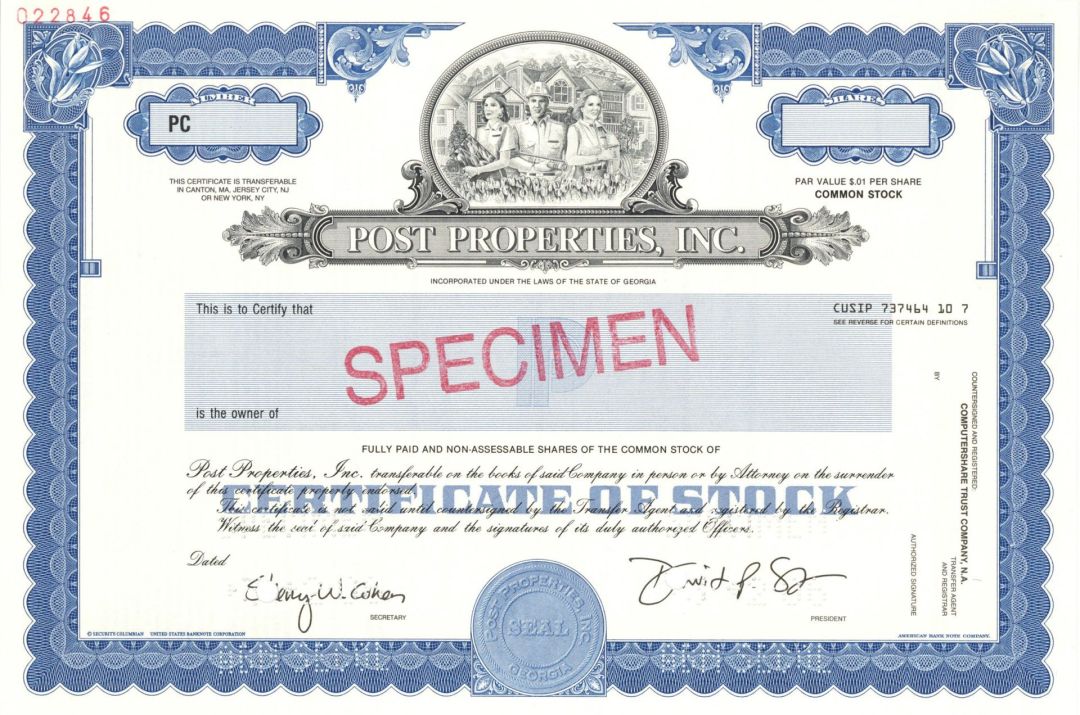 022846
NUMBER
PC
SHARES
THIS CERTIFICATE IS TRANSFERABLE
IN CANTON, MA, JERSEY CITY, NJ
OR NEW YORK, NY
PAR VALUE $.01 PER SHARE
COMMON STOCK
POST PROPERTIES, INC.
INCORPORATED UNDER THE LAWS OF THE STATE OF GEORGIA
This is to Certify that
CUSIP 737464 10 7
SEE REVERSE FOR CERTAIN DEFINITIONS
SPECIMEN
is the owner of
FULLY PAID AND NON-ASSESSABLE SHARES OF THE COMMON STOCK OF
Post Properties, Inc. transferable on the books of said Company in person or by Attorney on the surrender
of this certificate properly endorsed.
CERTIFICATE OF STOCK
This certificate is not valid until countersigned by the Transfer Agent and registered by the Registrar.
Witness the seal of said Company and the signatures of its duly authorized Officers.
Dated
SECRETARY
PRESIDENT
COUNTERSIGNED AND REGISTERED:
COMPUTERSHARE TRUST COMPANY, N.A.
TRANSFER AGENT
AND REGISTRAR
BY
AUTHORIZED SIGNATURE
POST PROPERTIES INC.
SEAL
GEORGIA
© SECURITY-COLUMBIAN UNITED STATES BANKNOTE CORPORATION
AMERICAN BANK NOTE COMPANY.